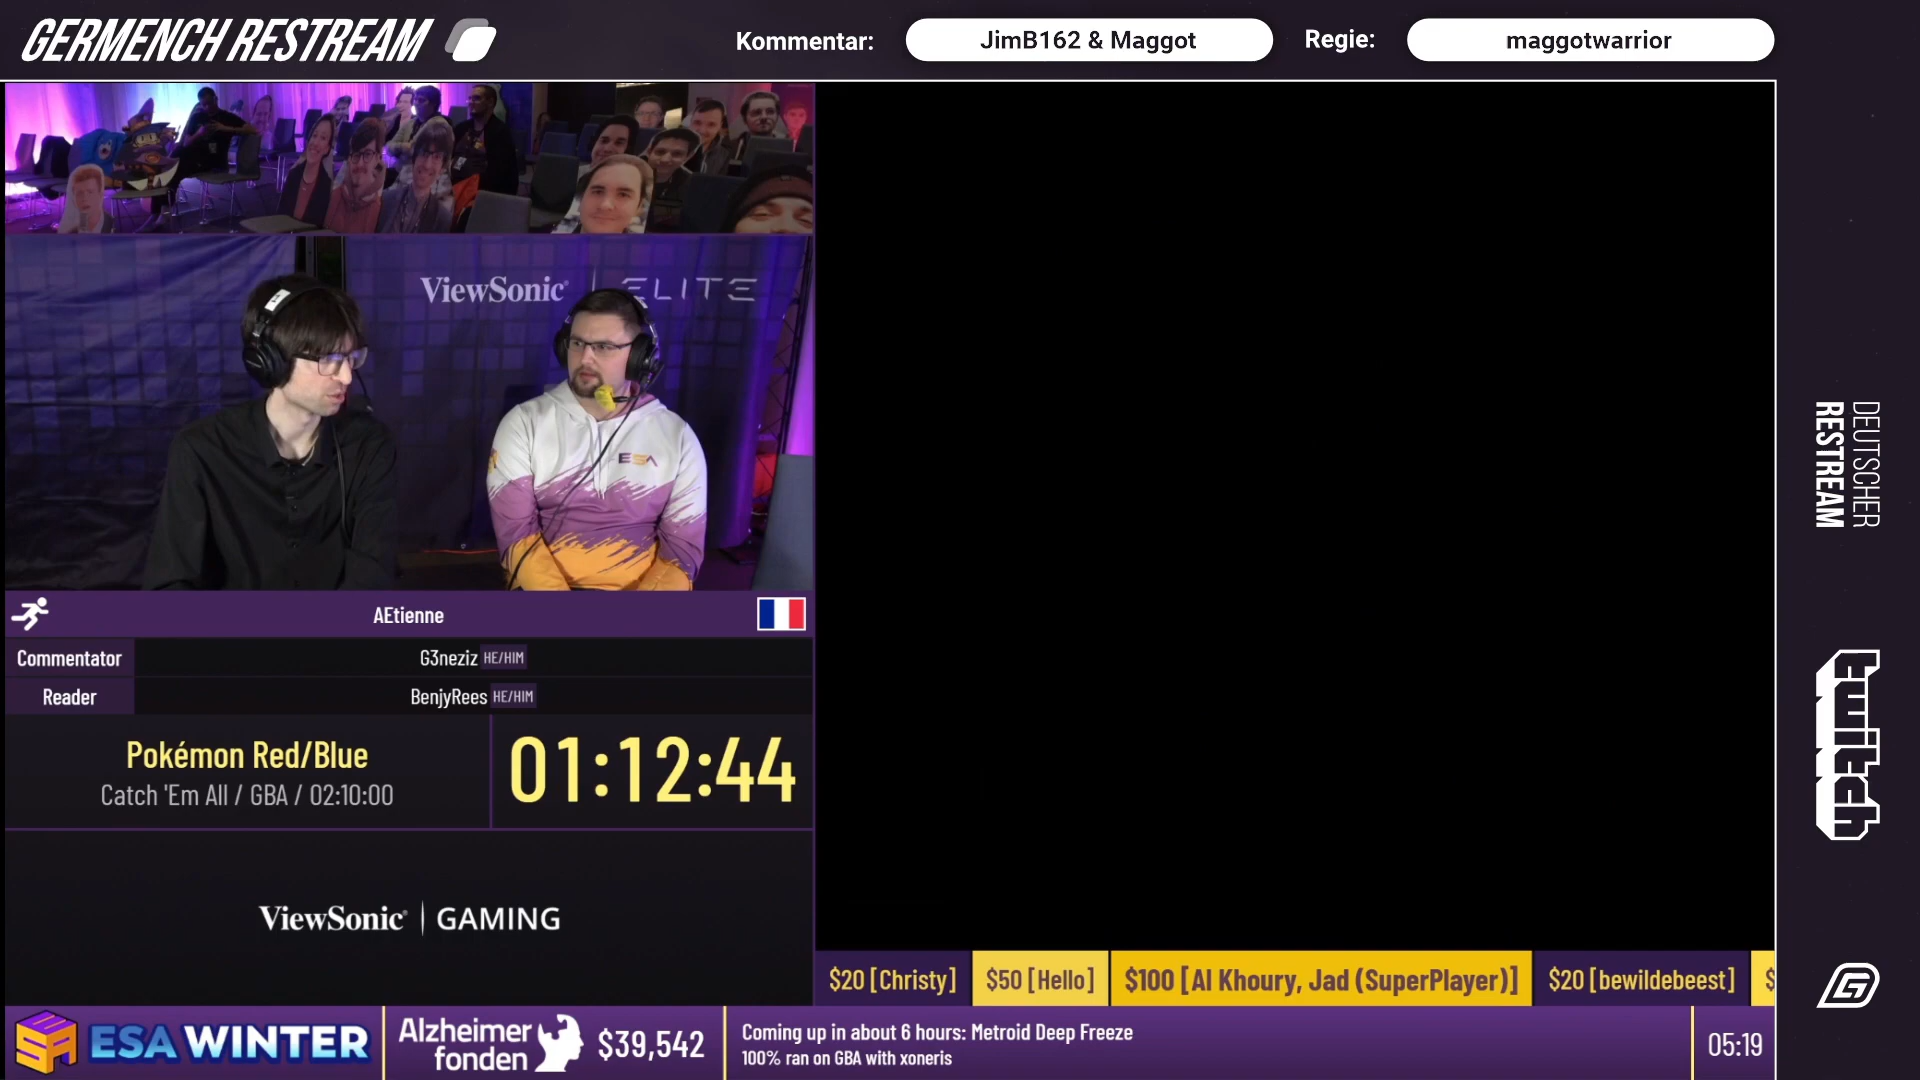 GERMENCH RESTREAM
Kommentar:
JimB162 & Maggot
Regie:
maggotwarrior
ViewSonic | ELITE
ESA
AEtienne
Commentator
G3neziz HE/HIM
Reader
BenjyRees HE/HIM
Pokémon Red/Blue
Catch 'Em All / GBA / 02:10:00
01:12:44
ViewSonic | GAMING
$20 [Christy]
$50 [Hello]
$100 [Al Khoury, Jad (SuperPlayer)]
$20 [bewildebeest]
$
ESA WINTER
Alzheimer
fonden
$39,542
Coming up in about 6 hours: Metroid Deep Freeze
100% ran on GBA with xoneris
05:19
DEUTSCHER
RESTREAM
twitch
G